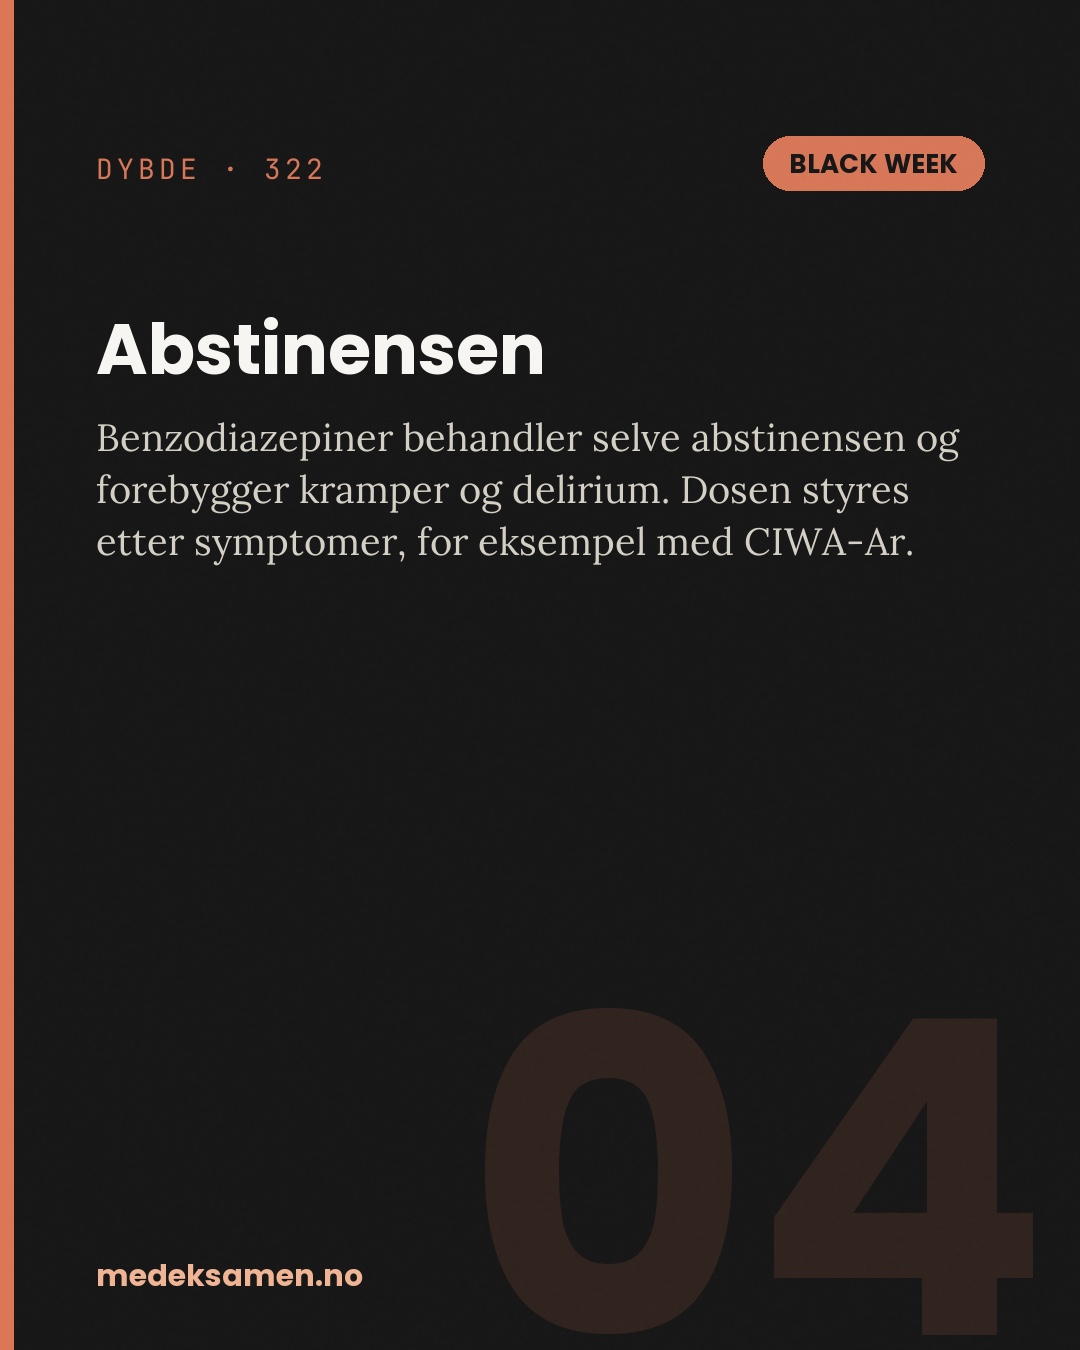 DYBDE · 322
BLACK WEEK
Abstinensen
Benzodiazepiner behandler selve abstinensen og
forebygger kramper og delirium. Dosen styres
etter symptomer, for eksempel med CIWA-Ar.
04
medeksamen.no